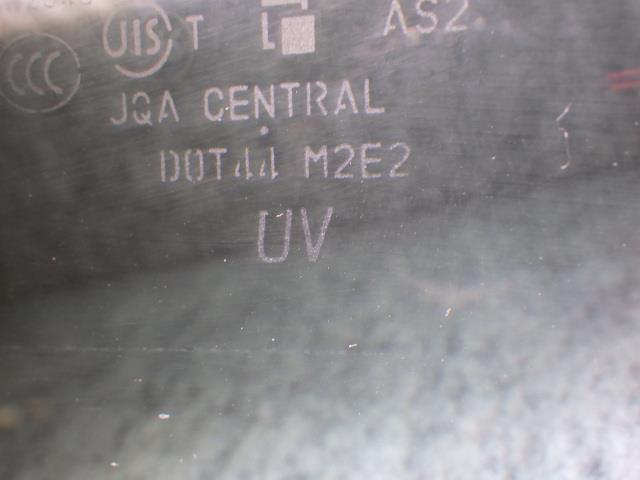 CCC JIS T AS2
JQA CENTRAL
DOT44 M2E2
UV